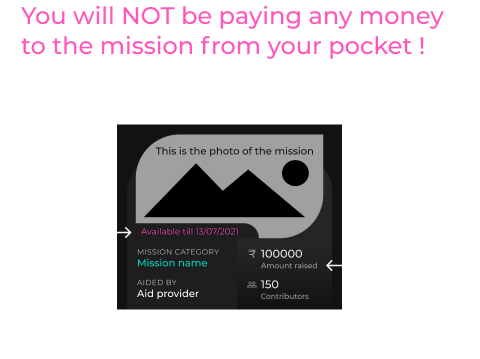 You will NOT be paying any money
to the mission from your pocket !
This is the photo of the mission
Available till 13/07/2021
MISSION CATEGORY
Mission name
AIDED BY
Aid provider
₹ 100000
Amount raised
150
Contributors